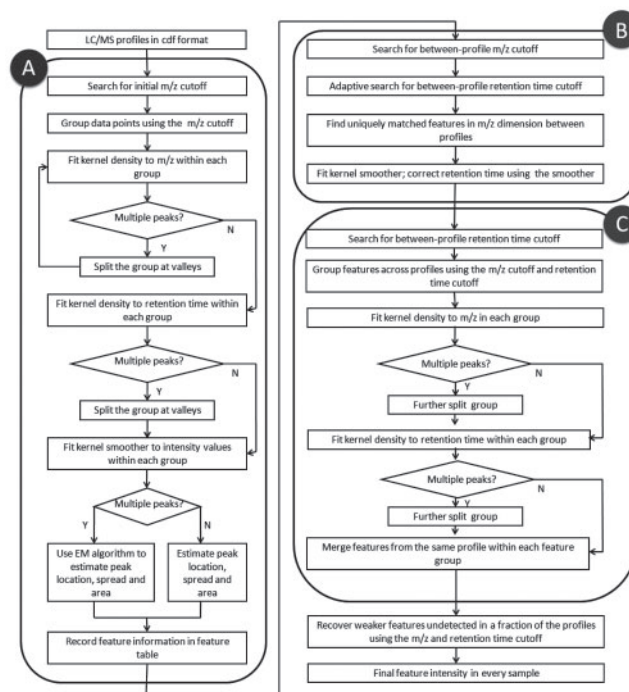 LC/MS profiles in cdf format
A
Search for initial m/z cutoff
Group data points using the m/z cutoff
Fit kernel density to m/z within each
group
Multiple peaks?
N
Y
Split the group at valleys
Fit kernel density to retention time within
each group
Multiple peaks?
N
Y
Split the group at valleys
Fit kernel smoother to intensity values
within each group
Multiple peaks?
Y
N
Use EM algorithm to
estimate peak
location, spread and
area
Estimate peak
location,
spread and
area
Record feature information in feature
table
B
Search for between-profile m/z cutoff
Adaptive search for between-profile retention time cutoff
Find uniquely matched features in m/z dimension between
profiles
Fit kernel smoother; correct retention time using the smoother
C
Search for between-profile retention time cutoff
Group features across profiles using the m/z cutoff and retention
time cutoff
Fit kernel density to m/z in each group
Multiple peaks?
N
Y
Further split group
Fit kernel density to retention time within each group
Multiple peaks?
N
Y
Further split group
Merge features from the same profile within each feature
group
Recover weaker features undetected in a fraction of the profiles
using the m/z and retention time cutoff
Final feature intensity in every sample